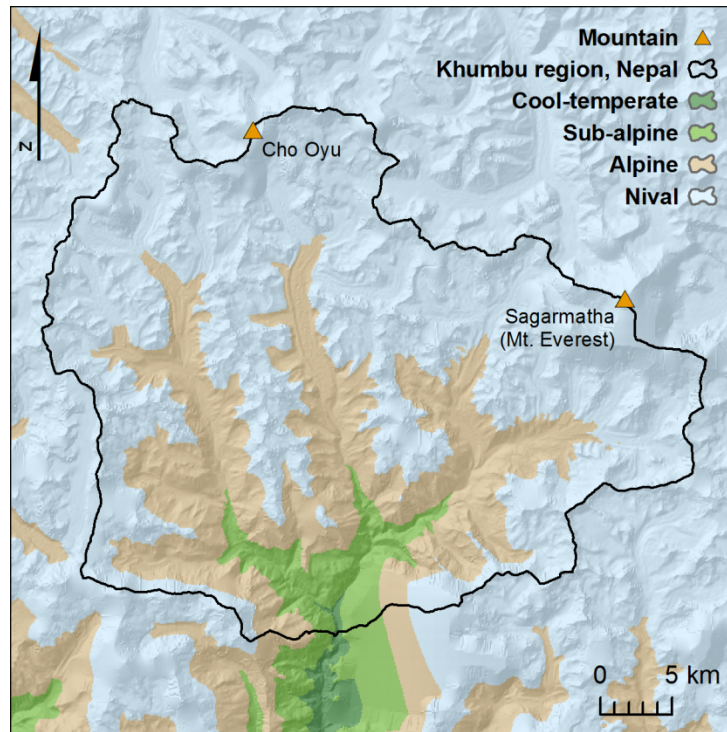 Mountain
Khumbu region, Nepal
Cool-temperate
Sub-alpine
Alpine
Nival
N
Cho Oyu
Sagarmatha
(Mt. Everest)
0 5 km